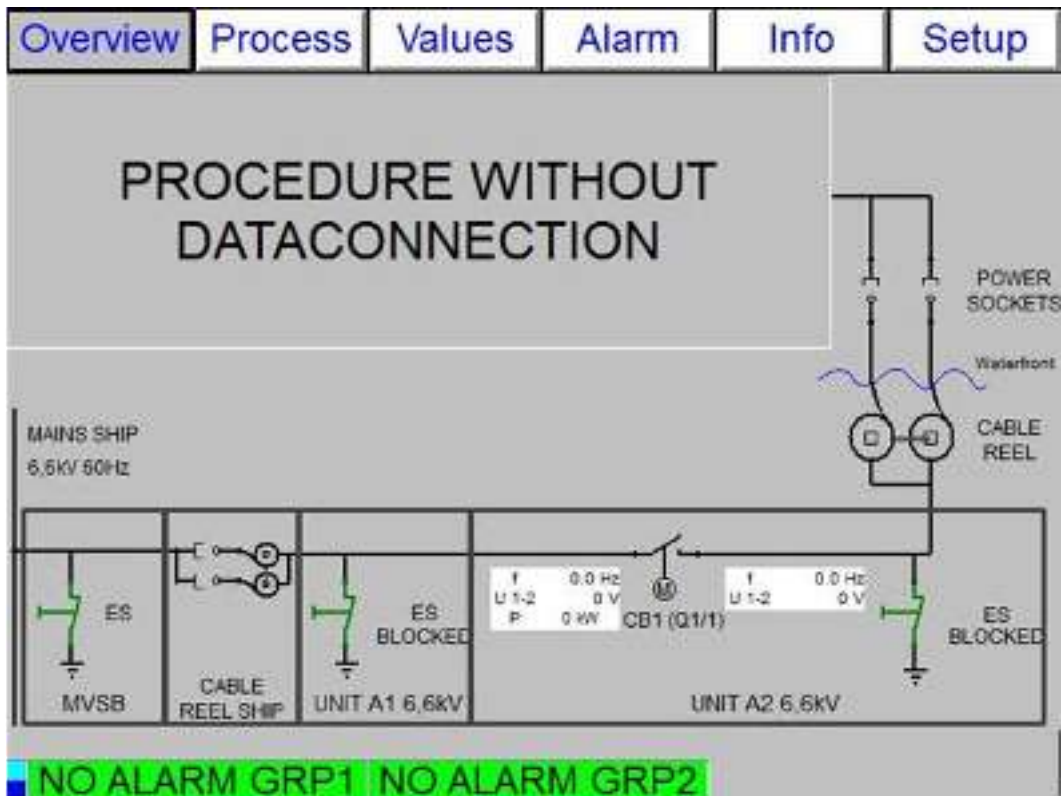 Overview Process Values Alarm Info Setup
PROCEDURE WITHOUT
DATACONNECTION
POWER
SOCKETS
Waterfront
CABLE
REEL
MAINS SHIP
6,6kV 60Hz
ES
MVSB
CABLE
REEL SHIP
ES
BLOCKED
UNIT A1 6,6kV
f 0.0 Hz
U 1-2 0 V
P 0 kW
M
CB1 (Q1/1)
f 0.0 Hz
U 1-2 0 V
ES
BLOCKED
UNIT A2 6,6kV
NO ALARM GRP1 NO ALARM GRP2